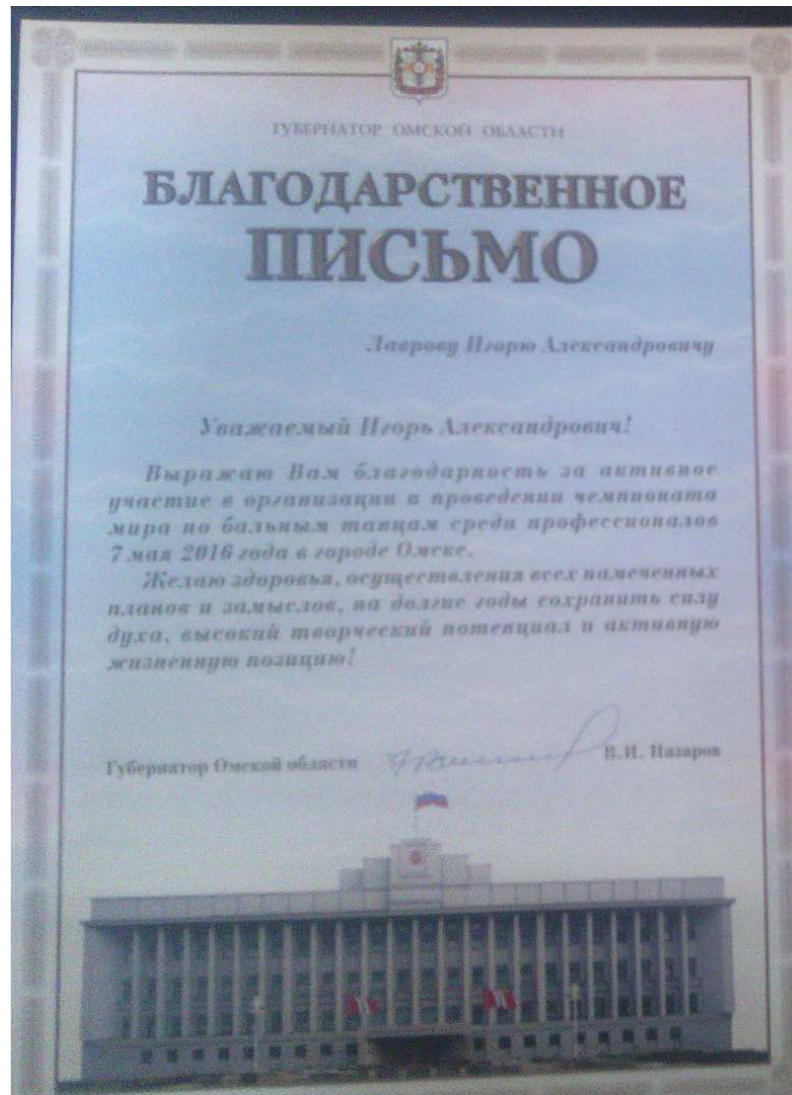 ГУБЕРНАТОР ОМСКОЙ ОБЛАСТИ
БЛАГОДАРСТВЕННОЕ
ПИСЬМО
Лаврову Игорю Александровичу
Уважаемый Игорь Александрович!
Выражаю Вам благодарность за активное
участие в организации и проведении чемпионата
мира по бальным танцам среди профессионалов
7 мая 2016 года в городе Омске.
Желаю здоровья, осуществления всех намеченных
планов и замыслов, на долгие годы сохранить силу
духа, высокий творческий потенциал и активную
жизненную позицию!
Губернатор Омской области В.И. Назаров